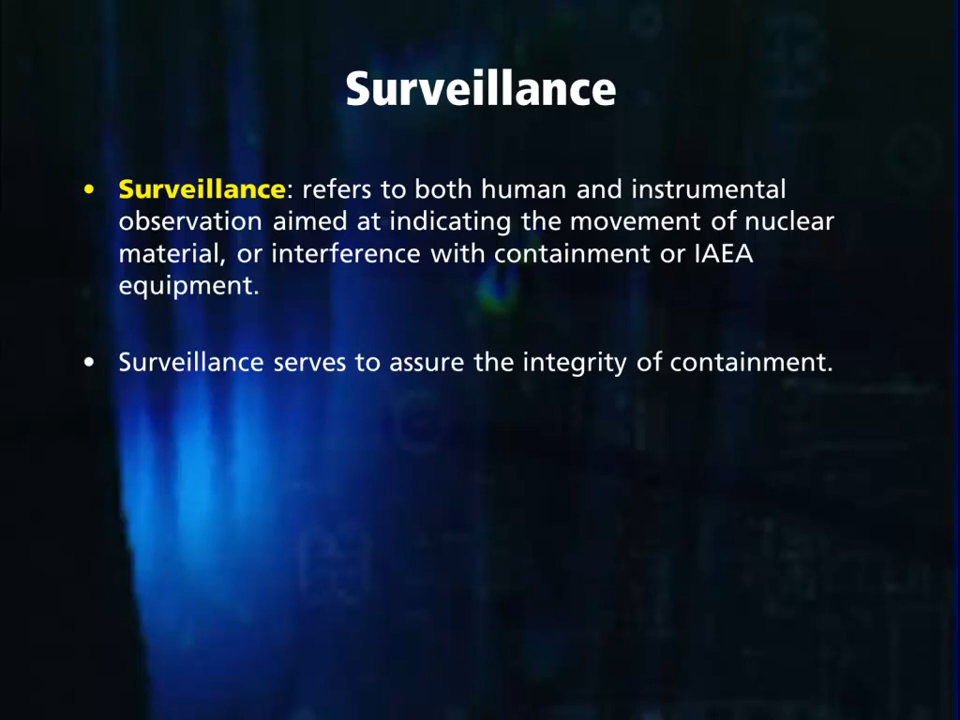 Surveillance
• Surveillance: refers to both human and instrumental
observation aimed at indicating the movement of nuclear
material, or interference with containment or IAEA
equipment.
• Surveillance serves to assure the integrity of containment.